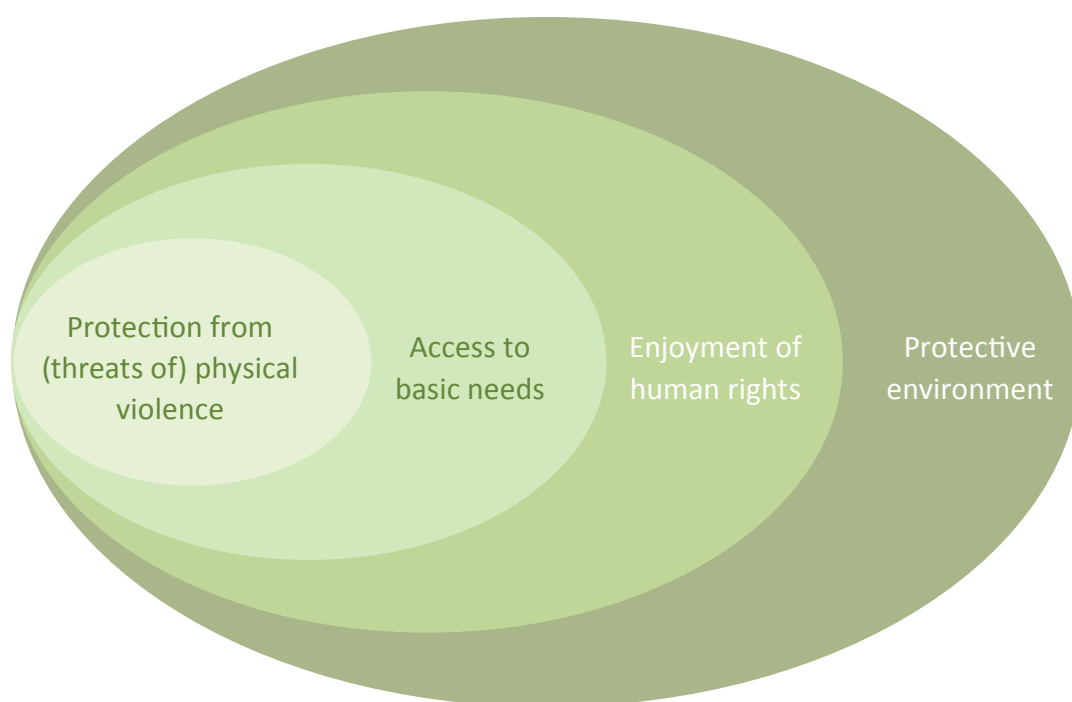 Protection from
(threats of) physical
violence
Access to
basic needs
Enjoyment of
human rights
Protective
environment